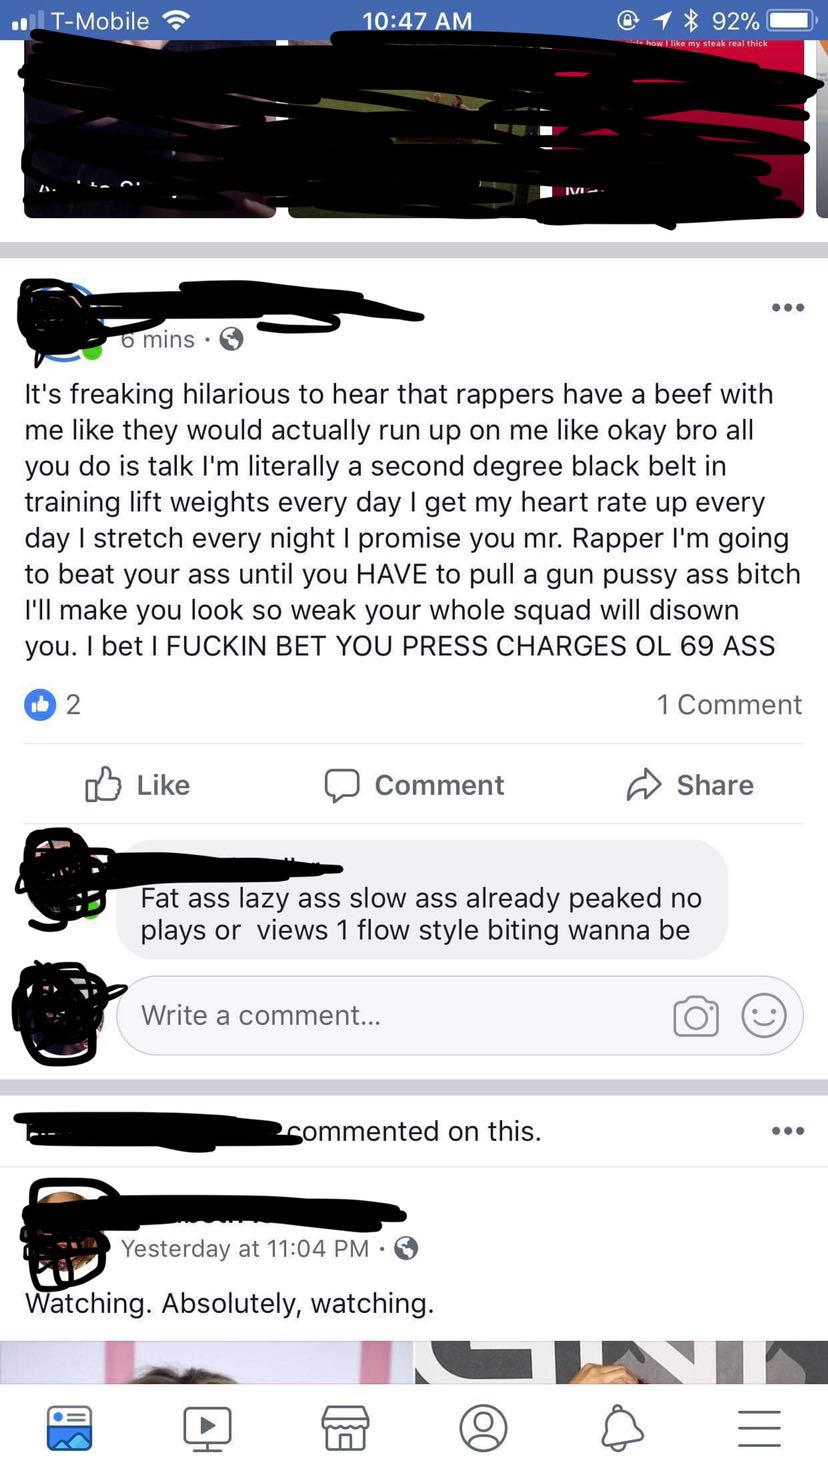 T-Mobile 10:47 AM 92%
how I like my steak real thick
6 mins ·
It's freaking hilarious to hear that rappers have a beef with
me like they would actually run up on me like okay bro all
you do is talk I'm literally a second degree black belt in
training lift weights every day I get my heart rate up every
day I stretch every night I promise you mr. Rapper I'm going
to beat your ass until you HAVE to pull a gun pussy ass bitch
I'll make you look so weak your whole squad will disown
you. I bet I FUCKIN BET YOU PRESS CHARGES OL 69 ASS
2 1 Comment
Like Comment Share
Fat ass lazy ass slow ass already peaked no
plays or views 1 flow style biting wanna be
Write a comment...
commented on this.
Yesterday at 11:04 PM ·
Watching. Absolutely, watching.